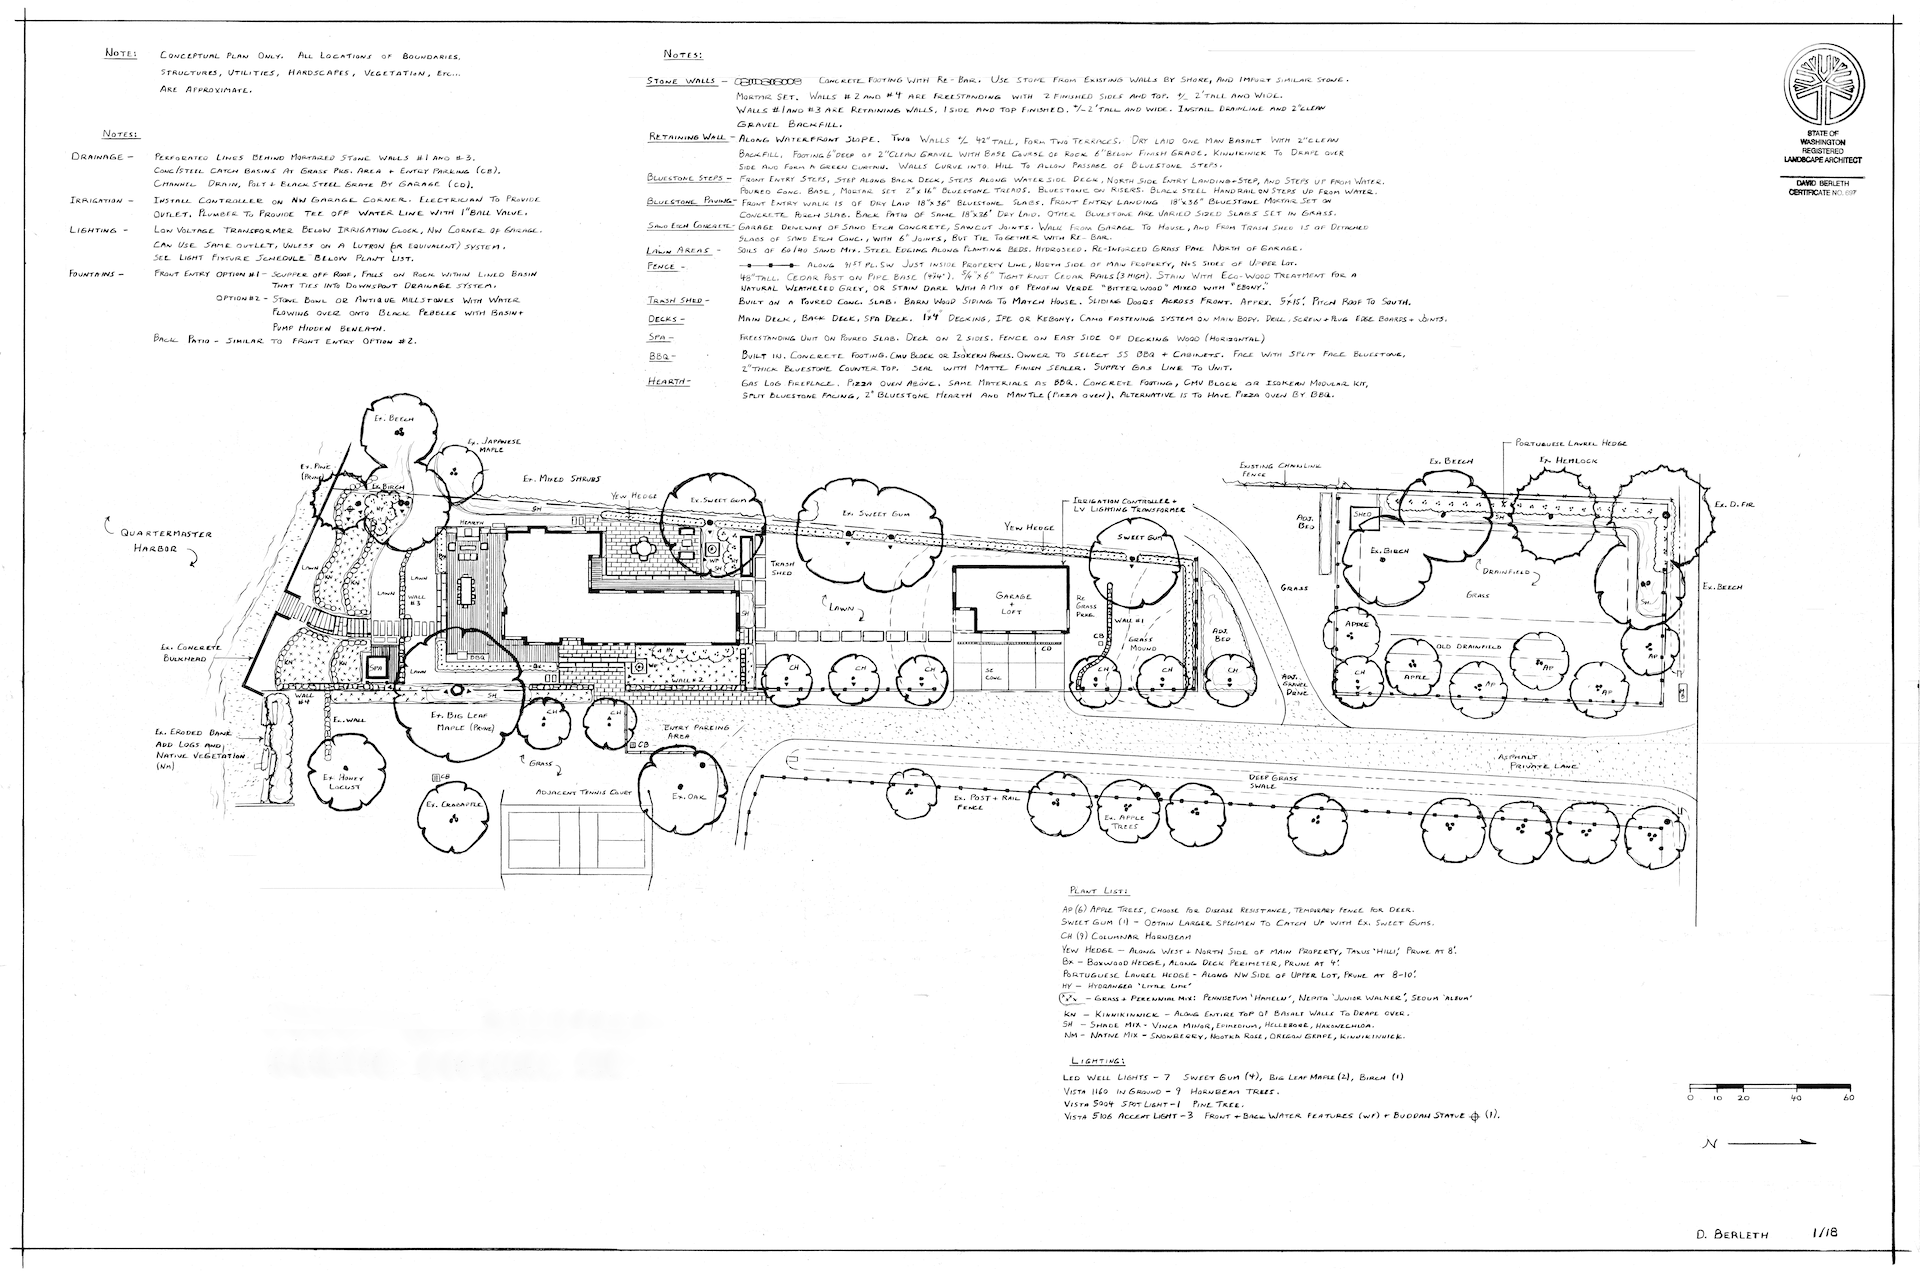 NOTE: CONCEPTUAL PLAN ONLY. ALL LOCATIONS OF BOUNDARIES,
STRUCTURES, UTILITIES, HARDSCAPES, VEGETATION, ETC...
ARE APPROXIMATE.
NOTES:
DRAINAGE - PERFORATED LINES BEHIND MORTARED STONE WALLS #1 AND #3.
CONC/STEEL CATCH BASINS AT GRASS PKG. AREA + ENTRY PARKING (CB).
CHANNEL DRAIN, POLY + BLACK STEEL GRATE BY GARAGE (CD).
IRRIGATION - INSTALL CONTROLLER ON NW GARAGE CORNER. ELECTRICIAN TO PROVIDE
OUTLET. PLUMBER TO PROVIDE TEE OFF WATER LINE WITH 1" BALL VALVE.
LIGHTING - LOW VOLTAGE TRANSFORMER BELOW IRRIGATION CLOCK, NW CORNER OF GARAGE.
CAN USE SAME OUTLET, UNLESS ON A LUTRON (OR EQUIVALENT) SYSTEM.
SEE LIGHT FIXTURE SCHEDULE BELOW PLANT LIST.
FOUNTAINS - FRONT ENTRY OPTION #1 - SCUPPER OFF ROOF, FALLS ON ROCK WITHIN LINED BASIN
THAT TIES INTO DOWNSPOUT DRAINAGE SYSTEM.
OPTION #2 - STONE BOWL OR ANTIQUE MILLSTONES WITH WATER
FLOWING OVER ONTO BLACK PEBBLES WITH BASIN +
PUMP HIDDEN BENEATH.
BACK PATIO - SIMILAR TO FRONT ENTRY OPTION #2.
NOTES:
STONE WALLS - CONCRETE FOOTING WITH RE-BAR. USE STONE FROM EXISTING WALLS BY SHORE, AND IMPORT SIMILAR STONE.
MORTAR SET. WALLS #2 AND #4 ARE FREESTANDING WITH 2 FINISHED SIDES AND TOP. +/- 2' TALL AND WIDE.
WALLS #1 AND #3 ARE RETAINING WALLS, 1 SIDE AND TOP FINISHED. +/- 2' TALL AND WIDE. INSTALL DRAINLINE AND 2" CLEAN
GRAVEL BACKFILL.
RETAINING WALL - ALONG WATERFRONT SLOPE. TWO WALLS +/- 42" TALL, FORM TWO TERRACES. DRY LAID ONE MAN BASALT WITH 2" CLEAN
BACKFILL. FOOTING 6" DEEP OF 2" CLEAN GRAVEL WITH BASE COURSE OF ROCK 6" BELOW FINISH GRADE. KINNIKINICK TO DRAPE OVER
SIDE AND FORM A GREEN CURTAIN. WALLS CURVE INTO HILL TO ALLOW PASSAGE OF BLUESTONE STEPS.
BLUESTONE STEPS - FRONT ENTRY STEPS, STEP ALONG BACK DECK, STEPS ALONG WATER SIDE DECK, NORTH SIDE ENTRY LANDING + STEP, AND STEPS UP FROM WATER.
POURED CONC. BASE, MORTAR SET 2" x 16" BLUESTONE TREADS. BLUESTONE ON RISERS. BLACK STEEL HANDRAIL ON STEPS UP FROM WATER.
BLUESTONE PAVING - FRONT ENTRY WALK IS OF DRY LAID 18"x36" BLUESTONE SLABS. FRONT ENTRY LANDING 18"x36" BLUESTONE MORTAR SET ON
CONCRETE PORCH SLAB. BACK PATIO OF SAME 18"x36" DRY LAID. OTHER BLUESTONE ARE VARIED SIZED SLABS SET IN GRASS.
SAND ETCH CONCRETE - GARAGE DRIVEWAY OF SAND ETCH CONCRETE, SAWCUT JOINTS. WALK FROM GARAGE TO HOUSE, AND FROM TRASH SHED IS OF DETACHED
SLABS OF SAND ETCH CONC., WITH 6" JOINTS, BUT TIE TOGETHER WITH RE-BAR.
LAWN AREAS - SOILS OF 60/40 SAND MIX. STEEL EDGING ALONG PLANTING BEDS. HYDROSEED. RE-INFORCED GRASS PAVE NORTH OF GARAGE.
FENCE - ALONG 91ST PL. SW JUST INSIDE PROPERTY LINE, NORTH SIDE OF MAIN PROPERTY, N+S SIDES OF UPPER LOT.
48" TALL. CEDAR POST ON PIPE BASE (4"x4"). 5/4"x6" TIGHT KNOT CEDAR RAILS (3 HIGH). STAIN WITH ECO-WOOD TREATMENT FOR A
NATURAL WEATHERED GREY, OR STAIN DARK WITH A MIX OF PENOFIN VERDE "BITTERWOOD" MIXED WITH "EBONY."
TRASH SHED - BUILT ON A POURED CONC. SLAB. BARN WOOD SIDING TO MATCH HOUSE. SLIDING DOORS ACROSS FRONT. APPRX. 5'x15'. PITCH ROOF TO SOUTH.
DECKS - MAIN DECK, BACK DECK, SPA DECK. 1"x4" DECKING, IPE OR KEBONY. CAMO FASTENING SYSTEM ON MAIN BODY. DRILL, SCREW + PLUG EDGE BOARDS + JOINTS.
SPA - FREESTANDING UNIT ON POURED SLAB. DECK ON 2 SIDES. FENCE ON EAST SIDE OF DECKING WOOD (HORIZONTAL)
BBQ - BUILT IN. CONCRETE FOOTING. CMU BLOCK OR ISOKERN PANELS. OWNER TO SELECT SS BBQ + CABINETS. FACE WITH SPLIT FACE BLUESTONE,
2" THICK BLUESTONE COUNTER TOP. SEAL WITH MATTE FINISH SEALER. SUPPLY GAS LINE TO UNIT.
HEARTH - GAS LOG FIREPLACE. PIZZA OVEN ABOVE. SAME MATERIALS AS BBQ. CONCRETE FOOTING, CMU BLOCK OR ISOKERN MODULAR KIT,
SPLIT BLUESTONE FACING, 2" BLUESTONE HEARTH AND MANTLE (PIZZA OVEN). ALTERNATIVE IS TO HAVE PIZZA OVEN BY BBQ.
STATE OF
WASHINGTON
REGISTERED
LANDSCAPE ARCHITECT
DAVID BERLETH
CERTIFICATE NO. 697
EX. BEECH
EX. JAPANESE
MAPLE
EX. PINE
(PRUNE)
EX. BIRCH
HY
EX. MIXED SHRUBS
SH
YEW HEDGE
EX. SWEET GUM
EX. SWEET GUM
YEW HEDGE
IRRIGATION CONTROLLER +
LV LIGHTING TRANSFORMER
SWEET GUM
EXISTING CHAINLINK
FENCE
PORTUGUESE LAUREL HEDGE
EX. BEECH
EX. HEMLOCK
EX. D. FIR
ADJ.
BED
SHED
SH
EX. BIRCH
DRAINFIELD
GRASS
EX. BEECH
SH
QUARTERMASTER
HARBOR
HEARTH
LAWN
KN
KN
LAWN
LAWN
WALL
#3
WF
SH
HY
TRASH
SHED
SH
LAWN
GARAGE
+
LOFT
RE
GRASS
PKNG.
WALL #1
CB
GRASS
MOUND
CD
ADJ.
BED
GRASS
APPLE
OLD DRAINFIELD
CH
APPLE
AP
AP
AP
AP
EX. CONCRETE
BULKHEAD
KN
KN
SPA
LAWN
BBQ
BX
SH
WF
HY
WALL #2
CH
CH
CH
SE
CONC
CH
CH
CH
ADJ.
GRAVEL
DRIVE
WALL
#4
EX. WALL
EX. BIG LEAF
MAPLE (PRUNE)
CH
CH
ENTRY PARKING
AREA
CB
EX. ERODED BANK
ADD LOGS AND
NATIVE VEGETATION
(NM)
EX. HONEY
LOCUST
CB
GRASS
EX. CRABAPPLE
ADJACENT TENNIS COURT
EX. OAK
EX. POST + RAIL
FENCE
EX. APPLE
TREES
DEEP GRASS
SWALE
ASPHALT
PRIVATE LANE
PLANT LIST:
AP (6) APPLE TREES, CHOOSE FOR DISEASE RESISTANCE, TEMPORARY FENCE FOR DEER.
SWEET GUM (1) - OBTAIN LARGER SPECIMEN TO CATCH UP WITH EX. SWEET GUMS.
CH (9) COLUMNAR HORNBEAM
YEW HEDGE - ALONG WEST + NORTH SIDE OF MAIN PROPERTY, TAXUS 'HILLI', PRUNE AT 8'.
BX - BOXWOOD HEDGE, ALONG DECK PERIMETER, PRUNE AT 4'.
PORTUGUESE LAUREL HEDGE - ALONG NW SIDE OF UPPER LOT, PRUNE AT 8-10'.
HY - HYDRANGEA 'LITTLE LIME'
- GRASS + PERENNIAL MIX: PENNISETUM 'HAMELN', NEPITA 'JUNIOR WALKER', SEDUM 'ALBUM'
KN - KINNIKINNICK - ALONG ENTIRE TOP OF BASALT WALLS TO DRAPE OVER.
SH - SHADE MIX - VINCA MINOR, EPIMEDIUM, HELLEBORE, HAKONECHLOA.
NM - NATIVE MIX - SNOWBERRY, NOOTKA ROSE, OREGON GRAPE, KINNIKINNICK.
LIGHTING:
LED WELL LIGHTS - 7 SWEET GUM (4), BIG LEAF MAPLE (2), BIRCH (1)
VISTA 1160 IN GROUND - 9 HORNBEAM TREES.
VISTA 5004 SPOT LIGHT - 1 PINE TREE.
VISTA 5106 ACCENT LIGHT - 3 FRONT + BACK WATER FEATURES (WF) + BUDDAH STATUE (1).
0 10 20 40 60
N
D. BERLETH 1/18